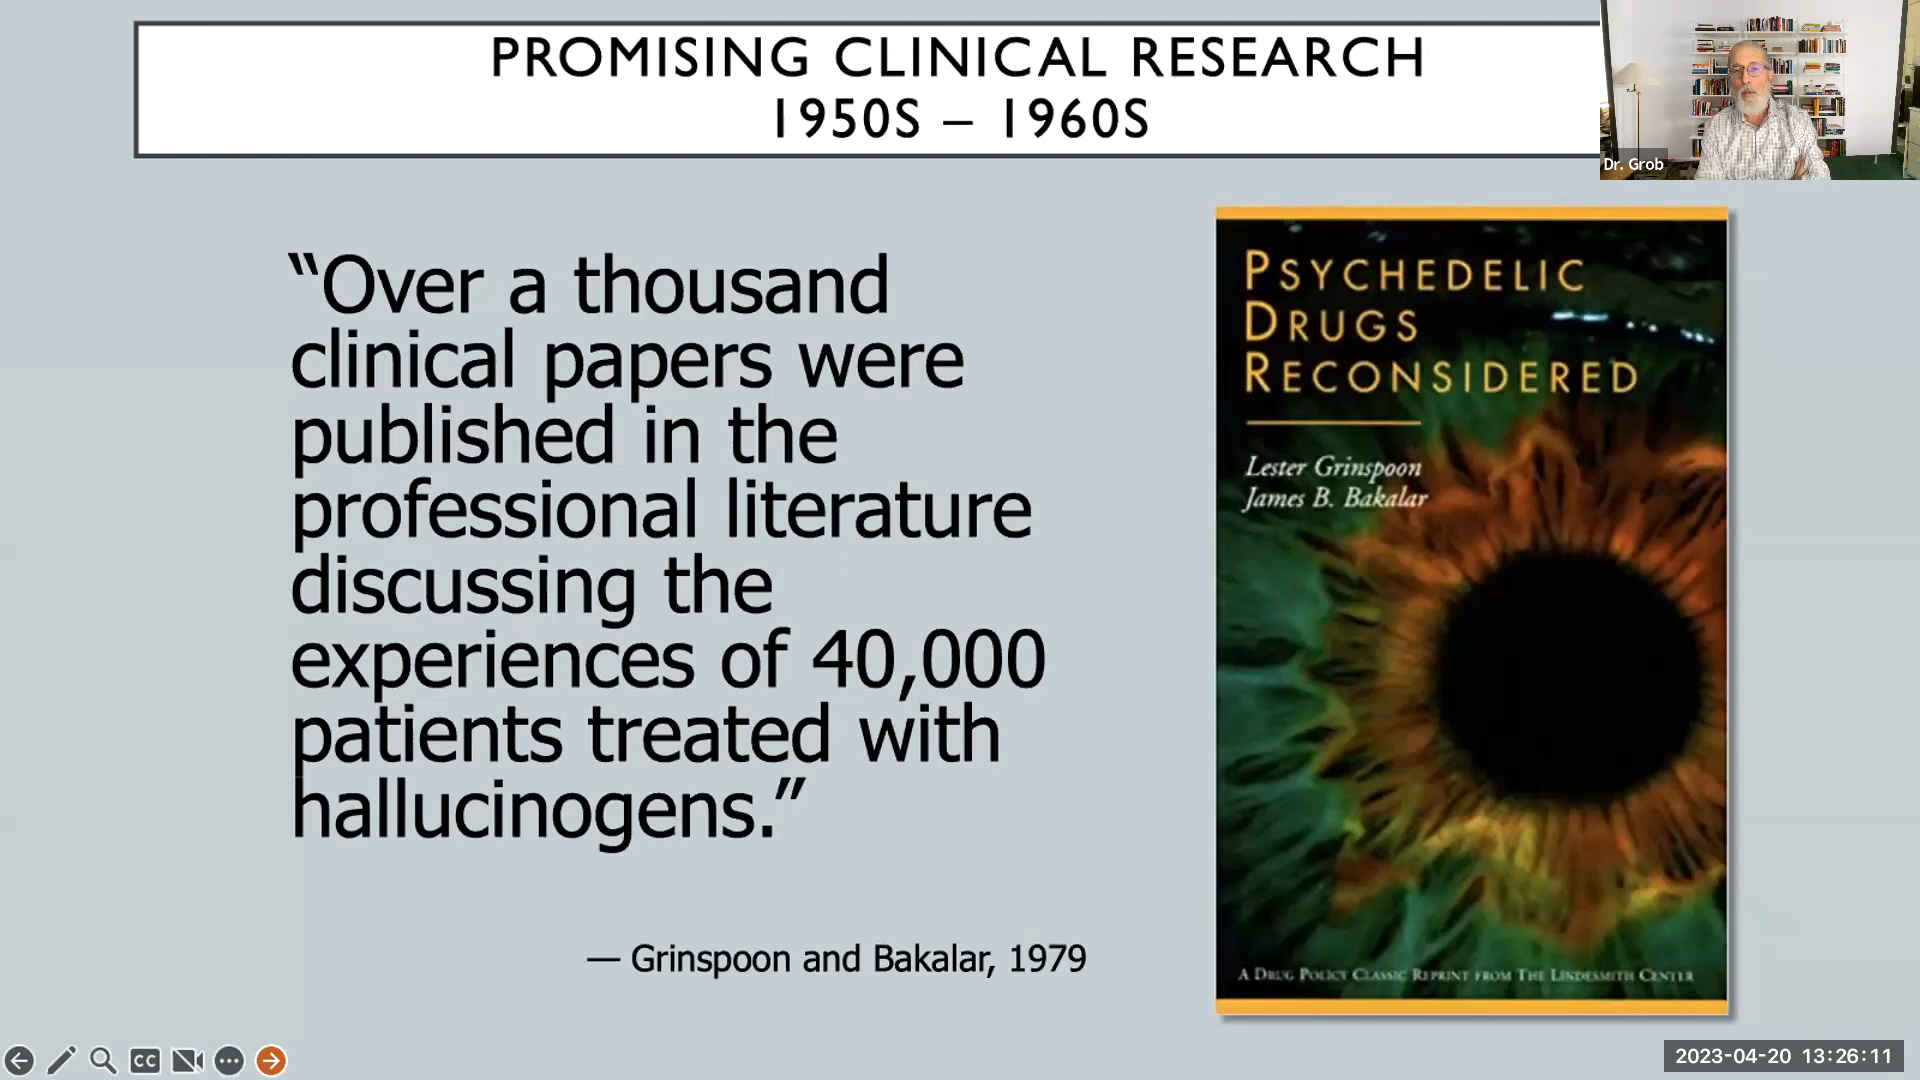 PROMISING CLINICAL RESEARCH
1950S – 1960S
Dr. Grob
“Over a thousand
clinical papers were
published in the
professional literature
discussing the
experiences of 40,000
patients treated with
hallucinogens.”
— Grinspoon and Bakalar, 1979
PSYCHEDELIC
DRUGS
RECONSIDERED
Lester Grinspoon
James B. Bakalar
A DRUG POLICY CLASSIC REPRINT FROM THE LINDESMITH CENTER
CC
2023-04-20 13:26:11